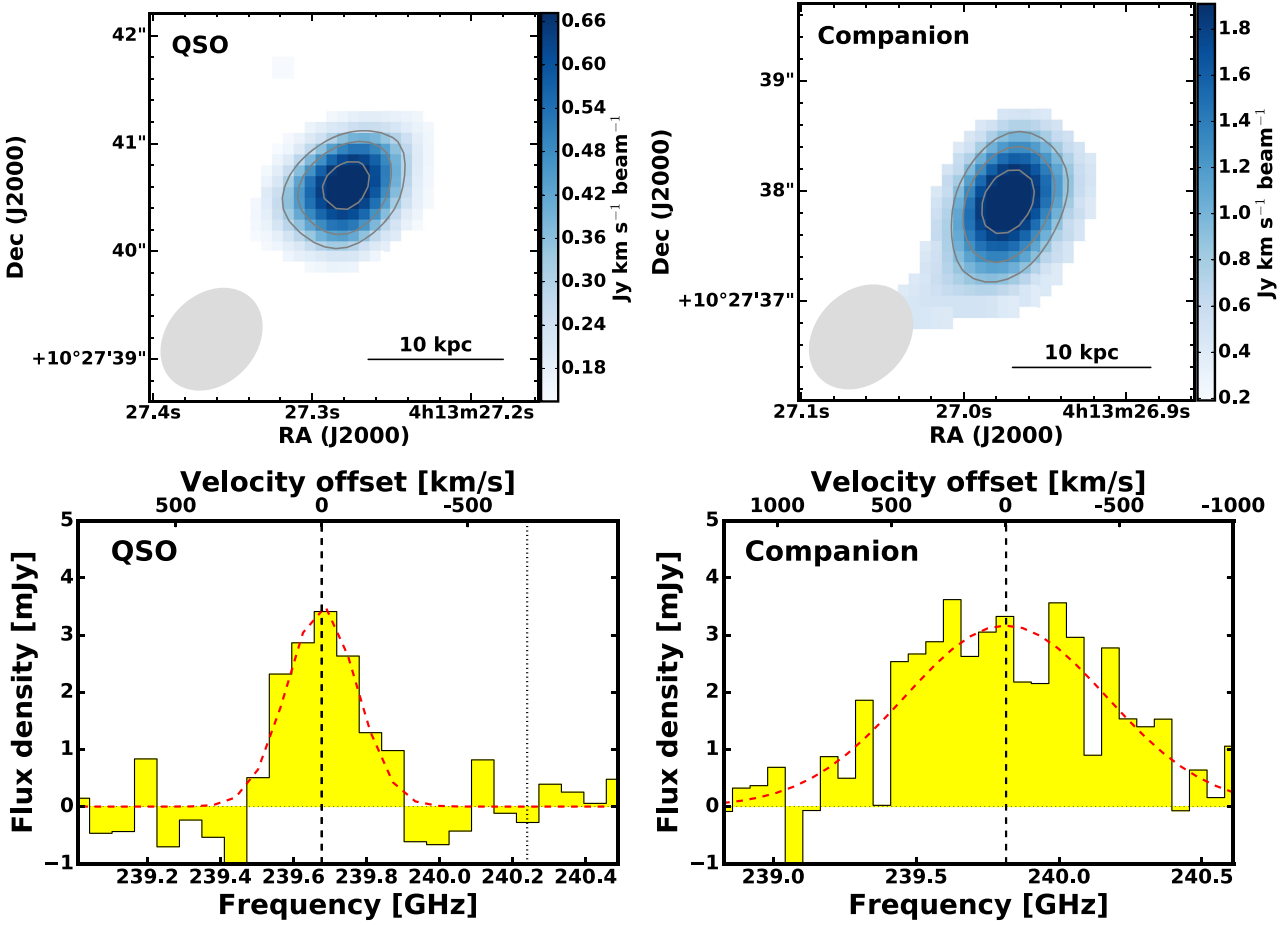 QSO
42"
41"
40"
+10°27'39"
Dec (J2000)
10 kpc
27.4s
27.3s
4h13m27.2s
RA (J2000)
0.66
0.60
0.54
0.48
0.42
0.36
0.30
0.24
0.18
Jy km s−1 beam−1
Companion
39"
38"
+10°27'37"
Dec (J2000)
10 kpc
27.1s
27.0s
4h13m26.9s
RA (J2000)
1.8
1.6
1.4
1.2
1.0
0.8
0.6
0.4
0.2
Jy km s−1 beam−1
Velocity offset [km/s]
500
0
-500
QSO
5
4
3
2
1
0
−1
Flux density [mJy]
239.2
239.4
239.6
239.8
240.0
240.2
240.4
Frequency [GHz]
Velocity offset [km/s]
1000
500
0
-500
-1000
Companion
5
4
3
2
1
0
−1
Flux density [mJy]
239.0
239.5
240.0
240.5
Frequency [GHz]